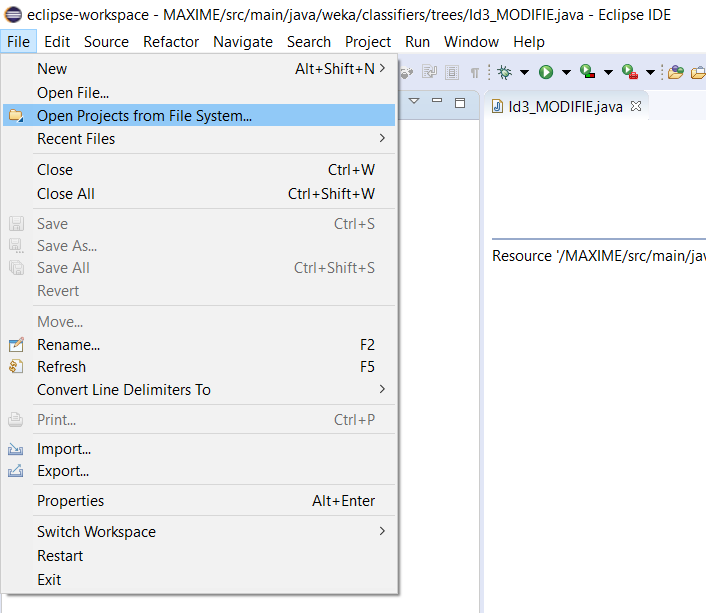 eclipse-workspace - MAXIME/src/main/java/weka/classifiers/trees/Id3_MODIFIE.java - Eclipse IDE
File Edit Source Refactor Navigate Search Project Run Window Help
New Alt+Shift+N
Open File...
Open Projects from File System...
Recent Files
Close Ctrl+W
Close All Ctrl+Shift+W
Save Ctrl+S
Save As...
Save All Ctrl+Shift+S
Revert
Move...
Rename... F2
Refresh F5
Convert Line Delimiters To
Print... Ctrl+P
Import...
Export...
Properties Alt+Enter
Switch Workspace
Restart
Exit
Id3_MODIFIE.java
Resource '/MAXIME/src/main/jav